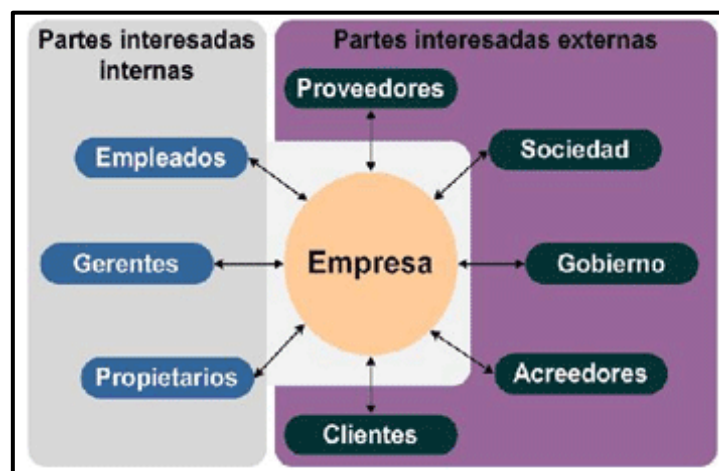 Partes interesadas
internas
Partes interesadas externas
Proveedores
Empleados
Sociedad
Gerentes
Empresa
Gobierno
Propietarios
Acreedores
Clientes